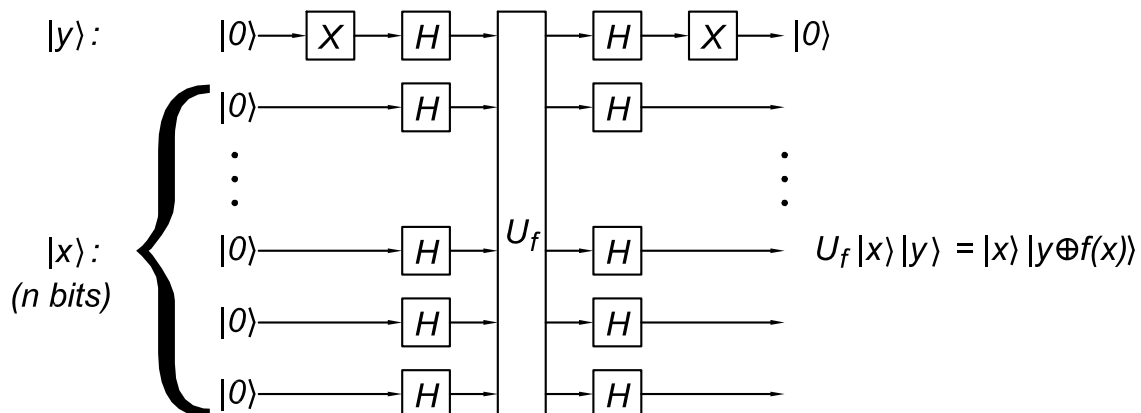 |y⟩ : |0⟩ X H H X |0⟩
|0⟩ H H
|x⟩ : |0⟩ H U_f H U_f |x⟩ |y⟩ = |x⟩ |y⊕f(x)⟩
(n bits)
|0⟩ H H
|0⟩ H H